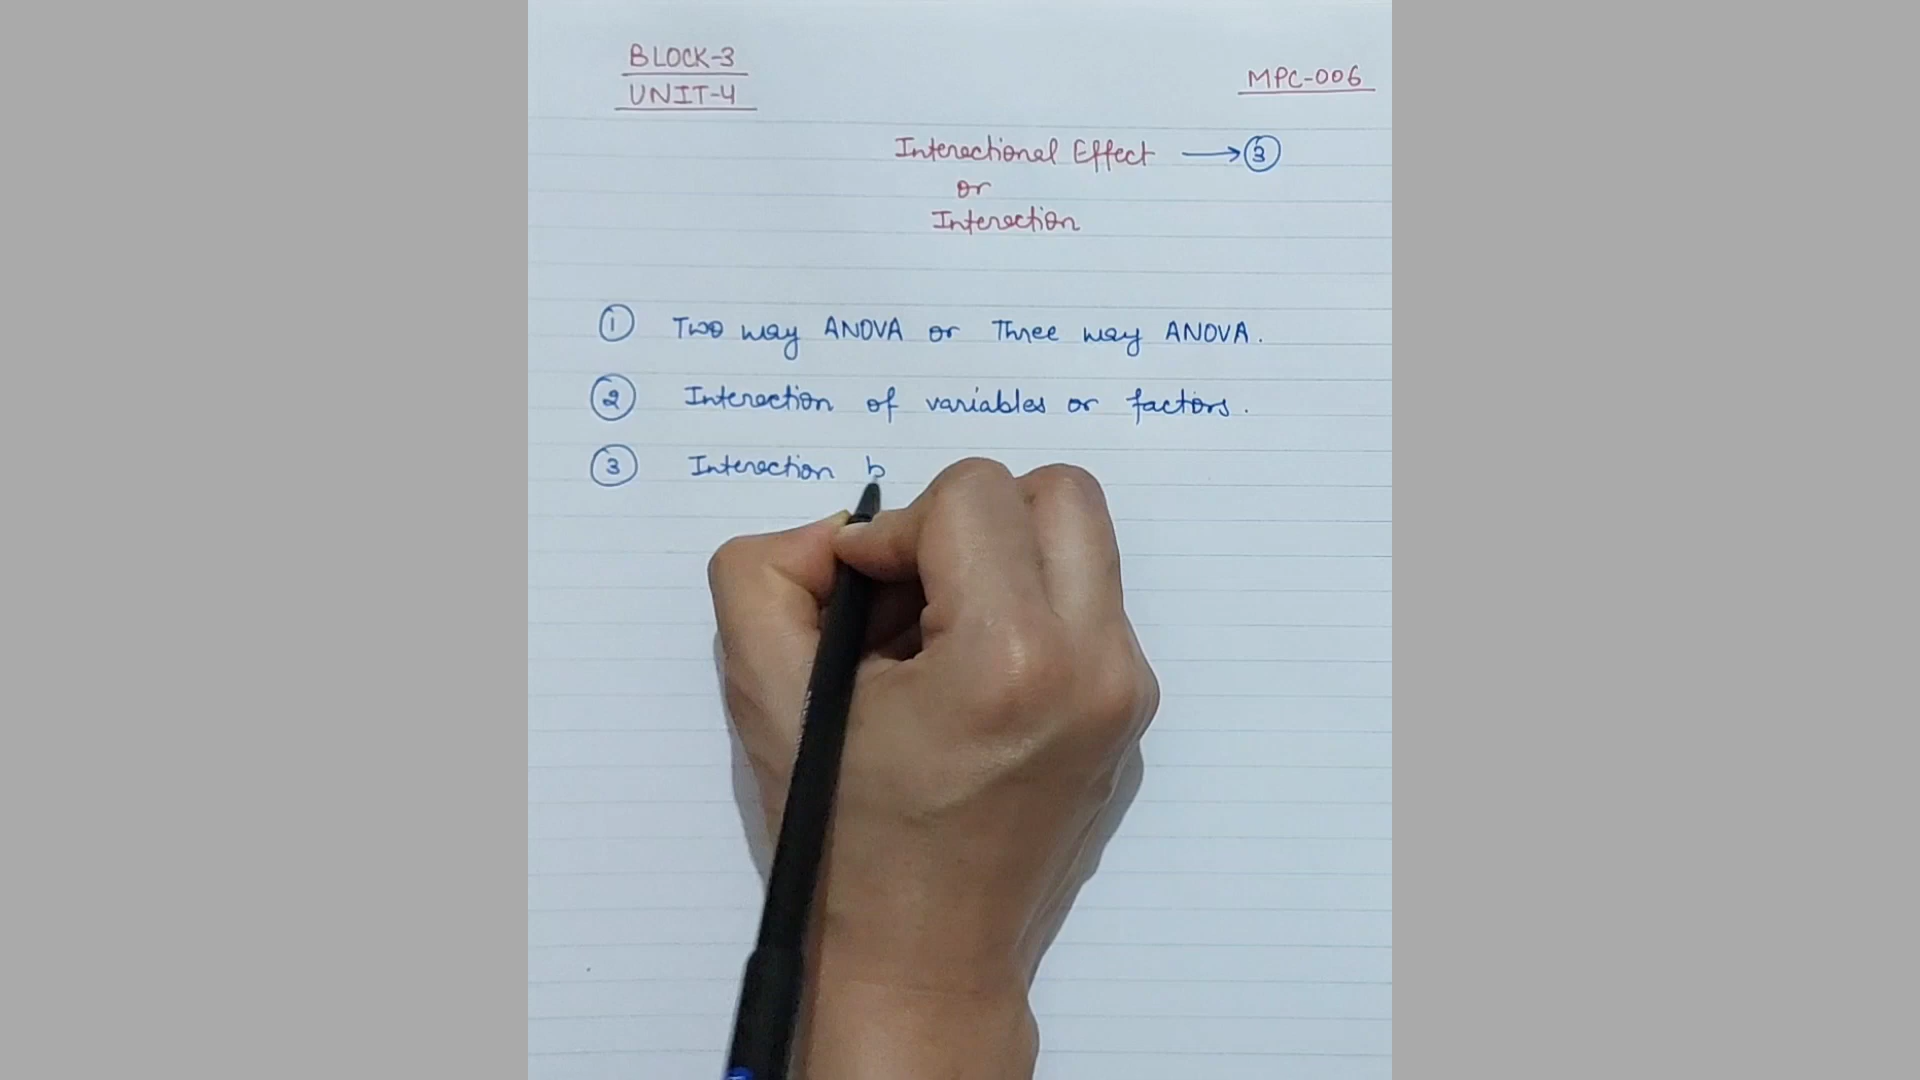 BLOCK-3
UNIT-4
MPC-006
Interactional Effect → ③
or
Interaction
① Two way ANOVA or Three way ANOVA.
② Interaction of variables or factors.
③ Interaction b